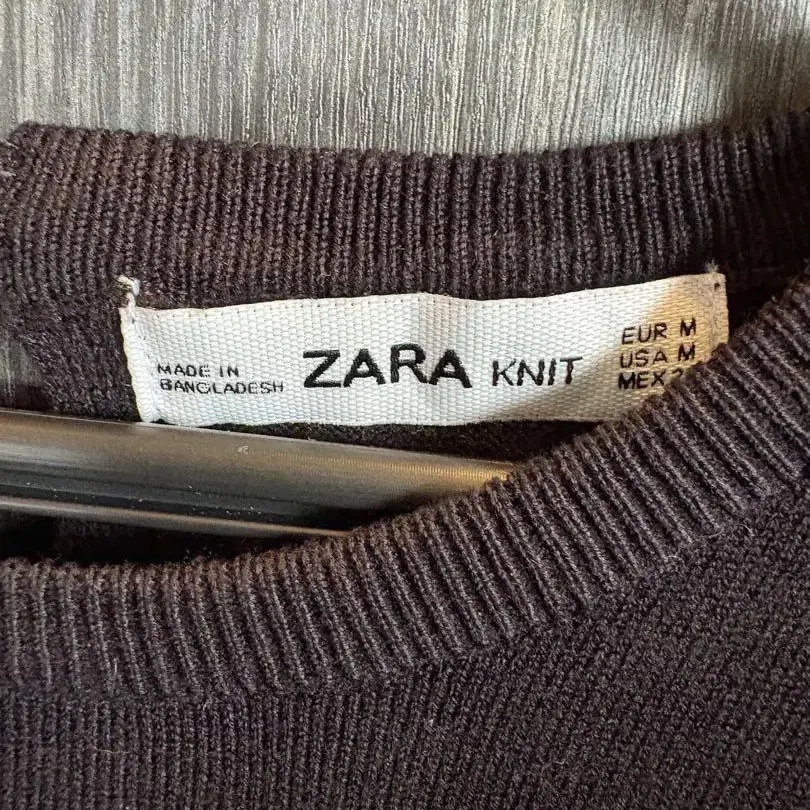 MADE IN
BANGLADESH
ZARA KNIT
EUR M
USA M
MEX